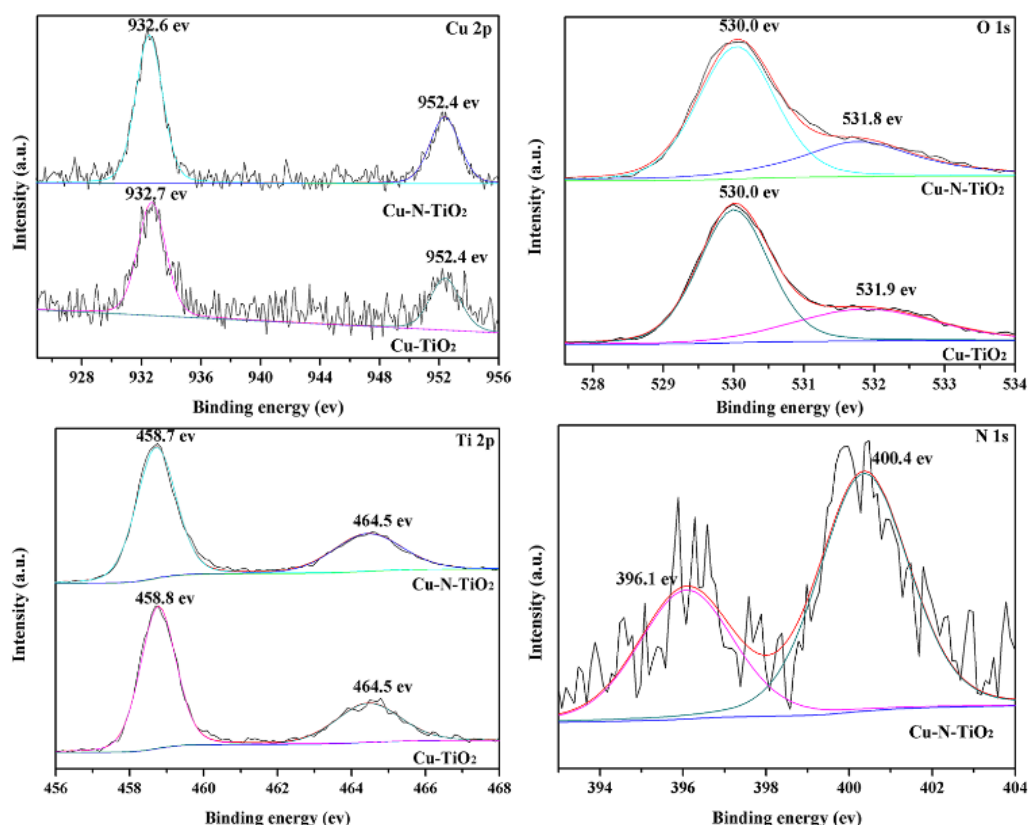 Cu 2p
932.6 ev
952.4 ev
Cu-N-TiO2
932.7 ev
952.4 ev
Cu-TiO2
Intensity (a.u.)
928 932 936 940 944 948 952 956
Binding energy (ev)
O 1s
530.0 ev
531.8 ev
Cu-N-TiO2
530.0 ev
531.9 ev
Cu-TiO2
Intensity (a.u.)
528 529 530 531 532 533 534
Binding energy (ev)
Ti 2p
458.7 ev
464.5 ev
Cu-N-TiO2
458.8 ev
464.5 ev
Cu-TiO2
Intensity (a.u.)
456 458 460 462 464 466 468
Binding energy (ev)
N 1s
400.4 ev
396.1 ev
Cu-N-TiO2
Intensity (a.u.)
394 396 398 400 402 404
Binding energy (ev)